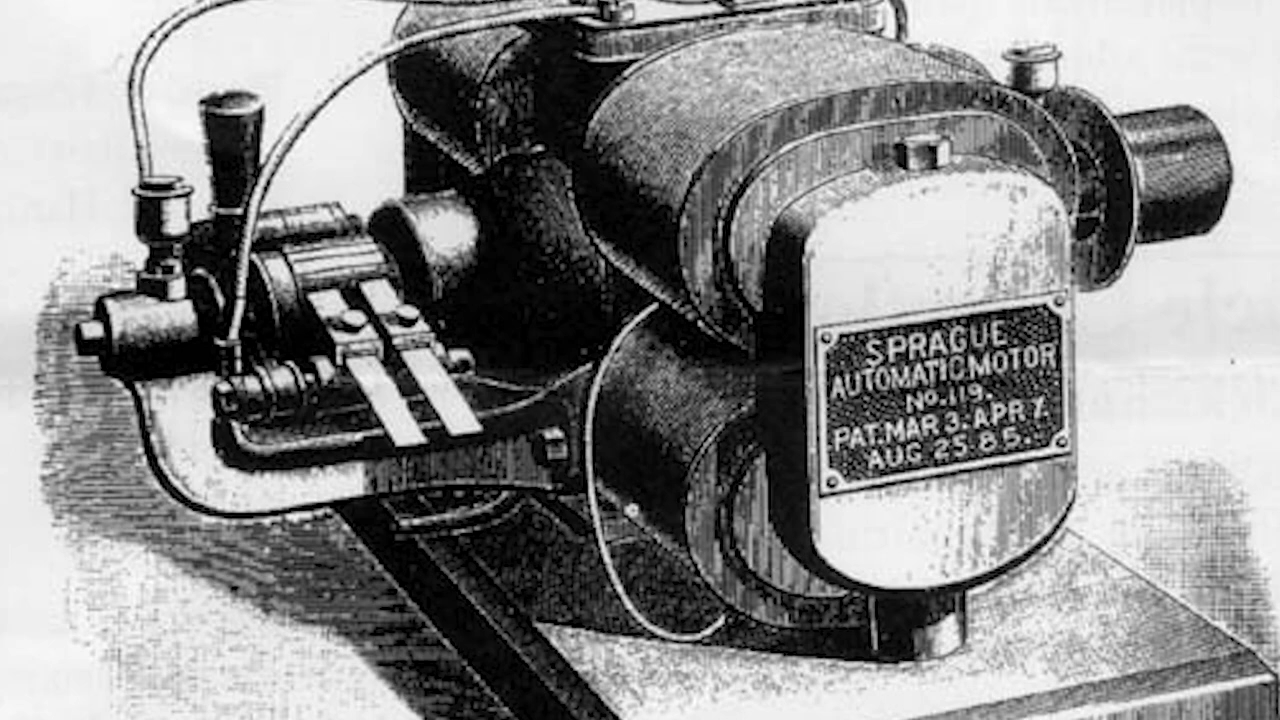 SPRAGUE
AUTOMATIC MOTOR
No. 119.
PAT. MAR 3. APR 7.
AUG 25.85.